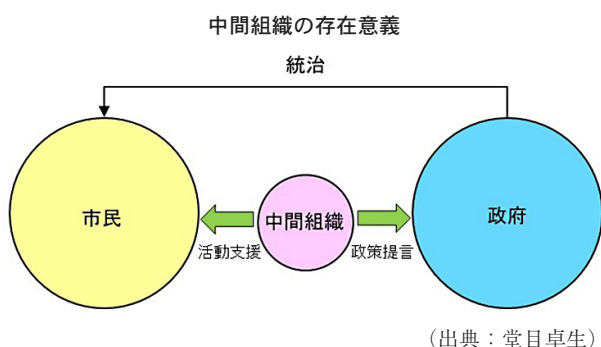 中間組織の存在意義
統治
市民
中間組織
政府
活動支援
政策提言
（出典：堂目卓生）